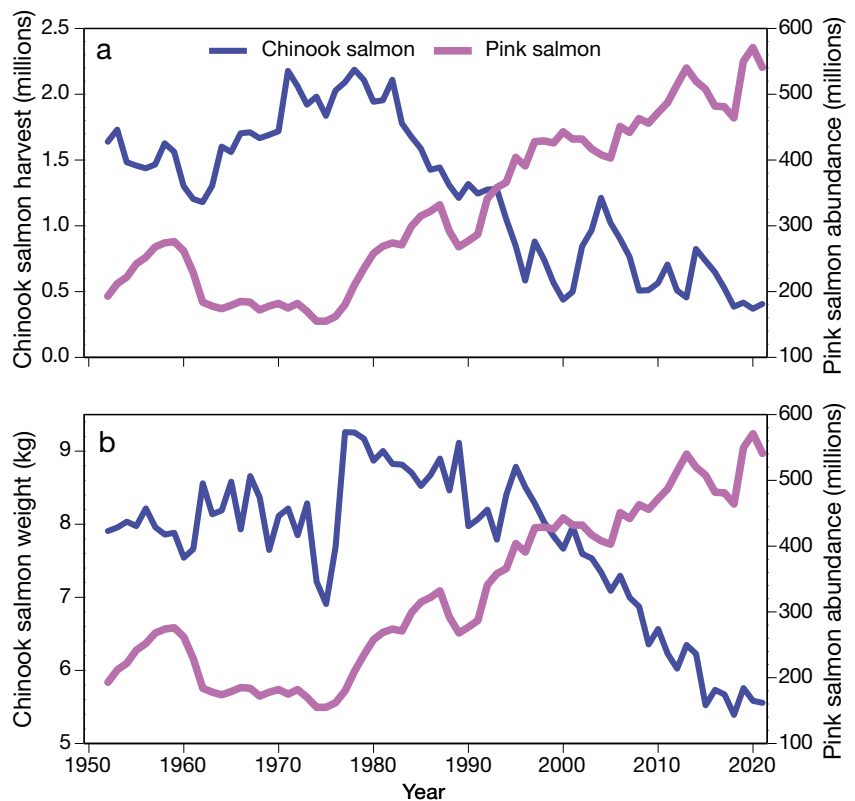 a
Chinook salmon
Pink salmon
Chinook salmon harvest (millions)
2.5
2.0
1.5
1.0
0.5
0.0
600
500
400
300
200
100
Pink salmon abundance (millions)
b
Chinook salmon weight (kg)
9
8
7
6
5
600
500
400
300
200
100
Pink salmon abundance (millions)
1950 1960 1970 1980 1990 2000 2010 2020
Year